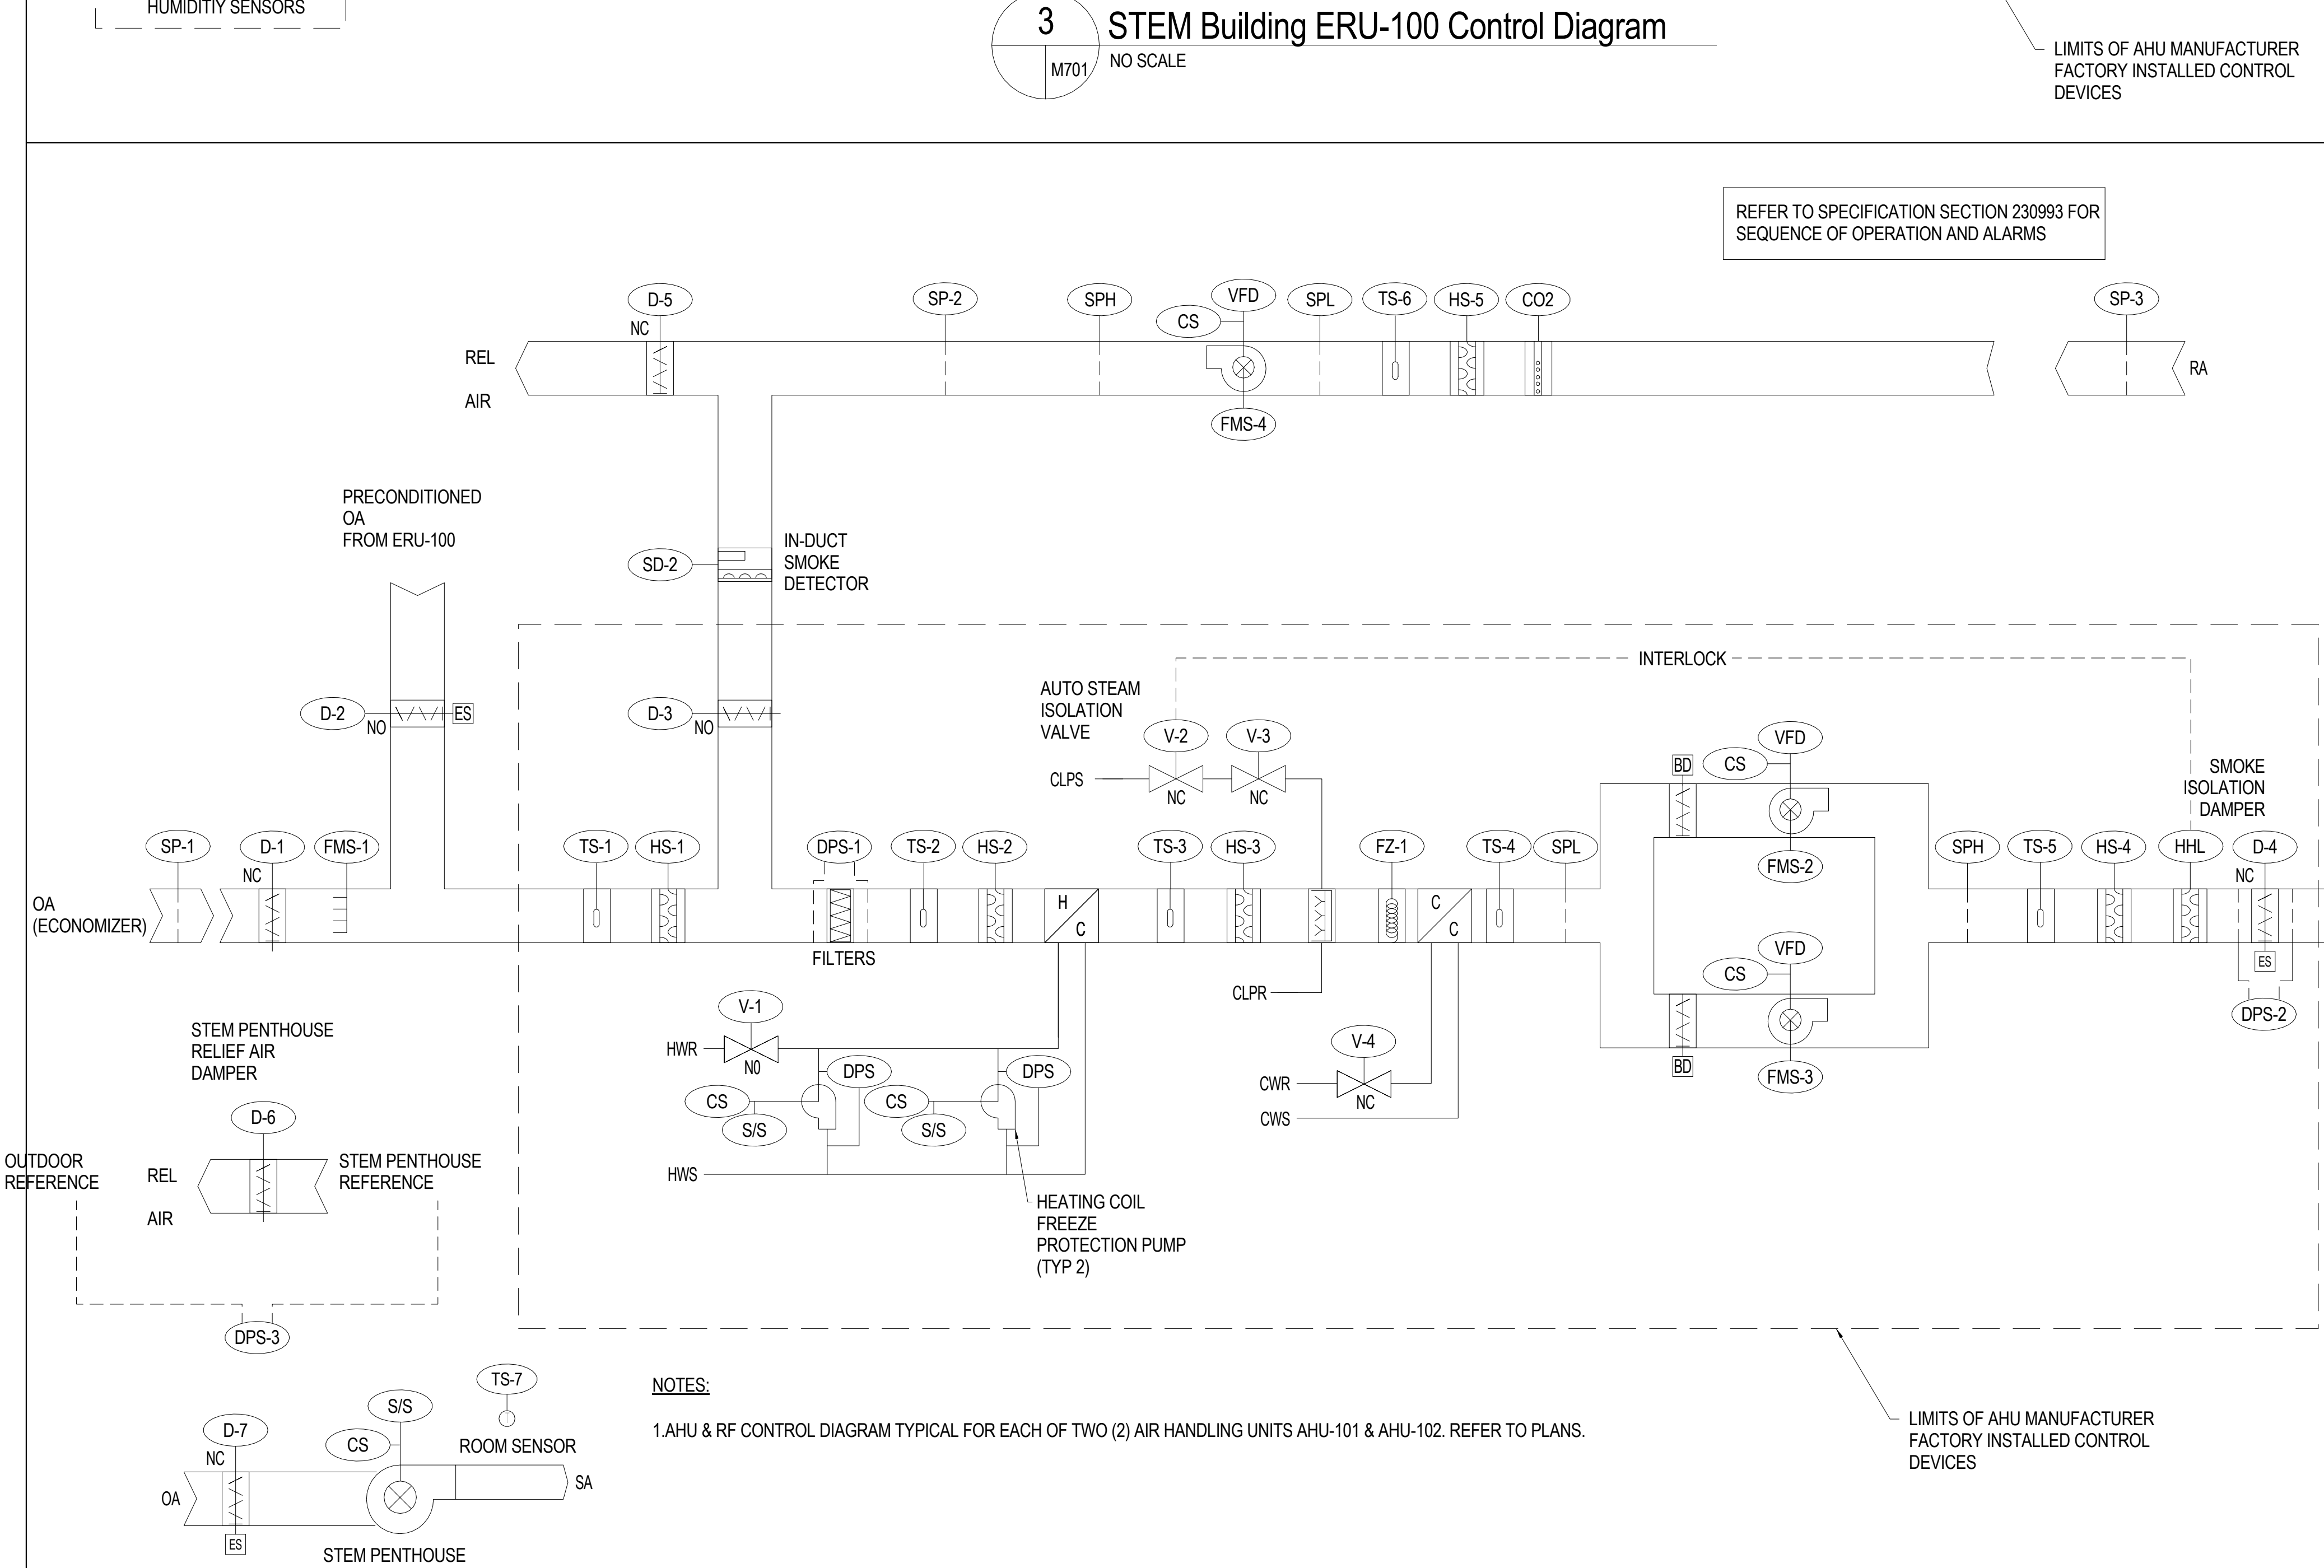 HUMIDITIY SENSORS
3
M701
STEM Building ERU-100 Control Diagram
NO SCALE
LIMITS OF AHU MANUFACTURER
FACTORY INSTALLED CONTROL
DEVICES
REFER TO SPECIFICATION SECTION 230993 FOR
SEQUENCE OF OPERATION AND ALARMS
D-5
NC
SP-2
SPH
VFD
CS
SPL
TS-6
HS-5
CO2
SP-3
REL
AIR
RA
FMS-4
PRECONDITIONED
OA
FROM ERU-100
SD-2
IN-DUCT
SMOKE
DETECTOR
INTERLOCK
D-2
NO
ES
D-3
NO
AUTO STEAM
ISOLATION
VALVE
V-2
V-3
CLPS
NC
NC
BD
CS
VFD
FMS-2
SMOKE
ISOLATION
DAMPER
SP-1
D-1
NC
FMS-1
TS-1
HS-1
DPS-1
TS-2
HS-2
TS-3
HS-3
FZ-1
TS-4
SPL
SPH
TS-5
HS-4
HHL
D-4
NC
OA
(ECONOMIZER)
H
C
C
C
FILTERS
CLPR
VFD
CS
FMS-3
BD
ES
DPS-2
V-1
HWR
N0
DPS
DPS
CS
S/S
CS
S/S
HWS
V-4
CWR
NC
CWS
HEATING COIL
FREEZE
PROTECTION PUMP
(TYP 2)
STEM PENTHOUSE
RELIEF AIR
DAMPER
D-6
OUTDOOR
REFERENCE
REL
AIR
STEM PENTHOUSE
REFERENCE
DPS-3
TS-7
ROOM SENSOR
S/S
CS
D-7
NC
OA
ES
SA
STEM PENTHOUSE
NOTES:
1.AHU & RF CONTROL DIAGRAM TYPICAL FOR EACH OF TWO (2) AIR HANDLING UNITS AHU-101 & AHU-102. REFER TO PLANS.
LIMITS OF AHU MANUFACTURER
FACTORY INSTALLED CONTROL
DEVICES